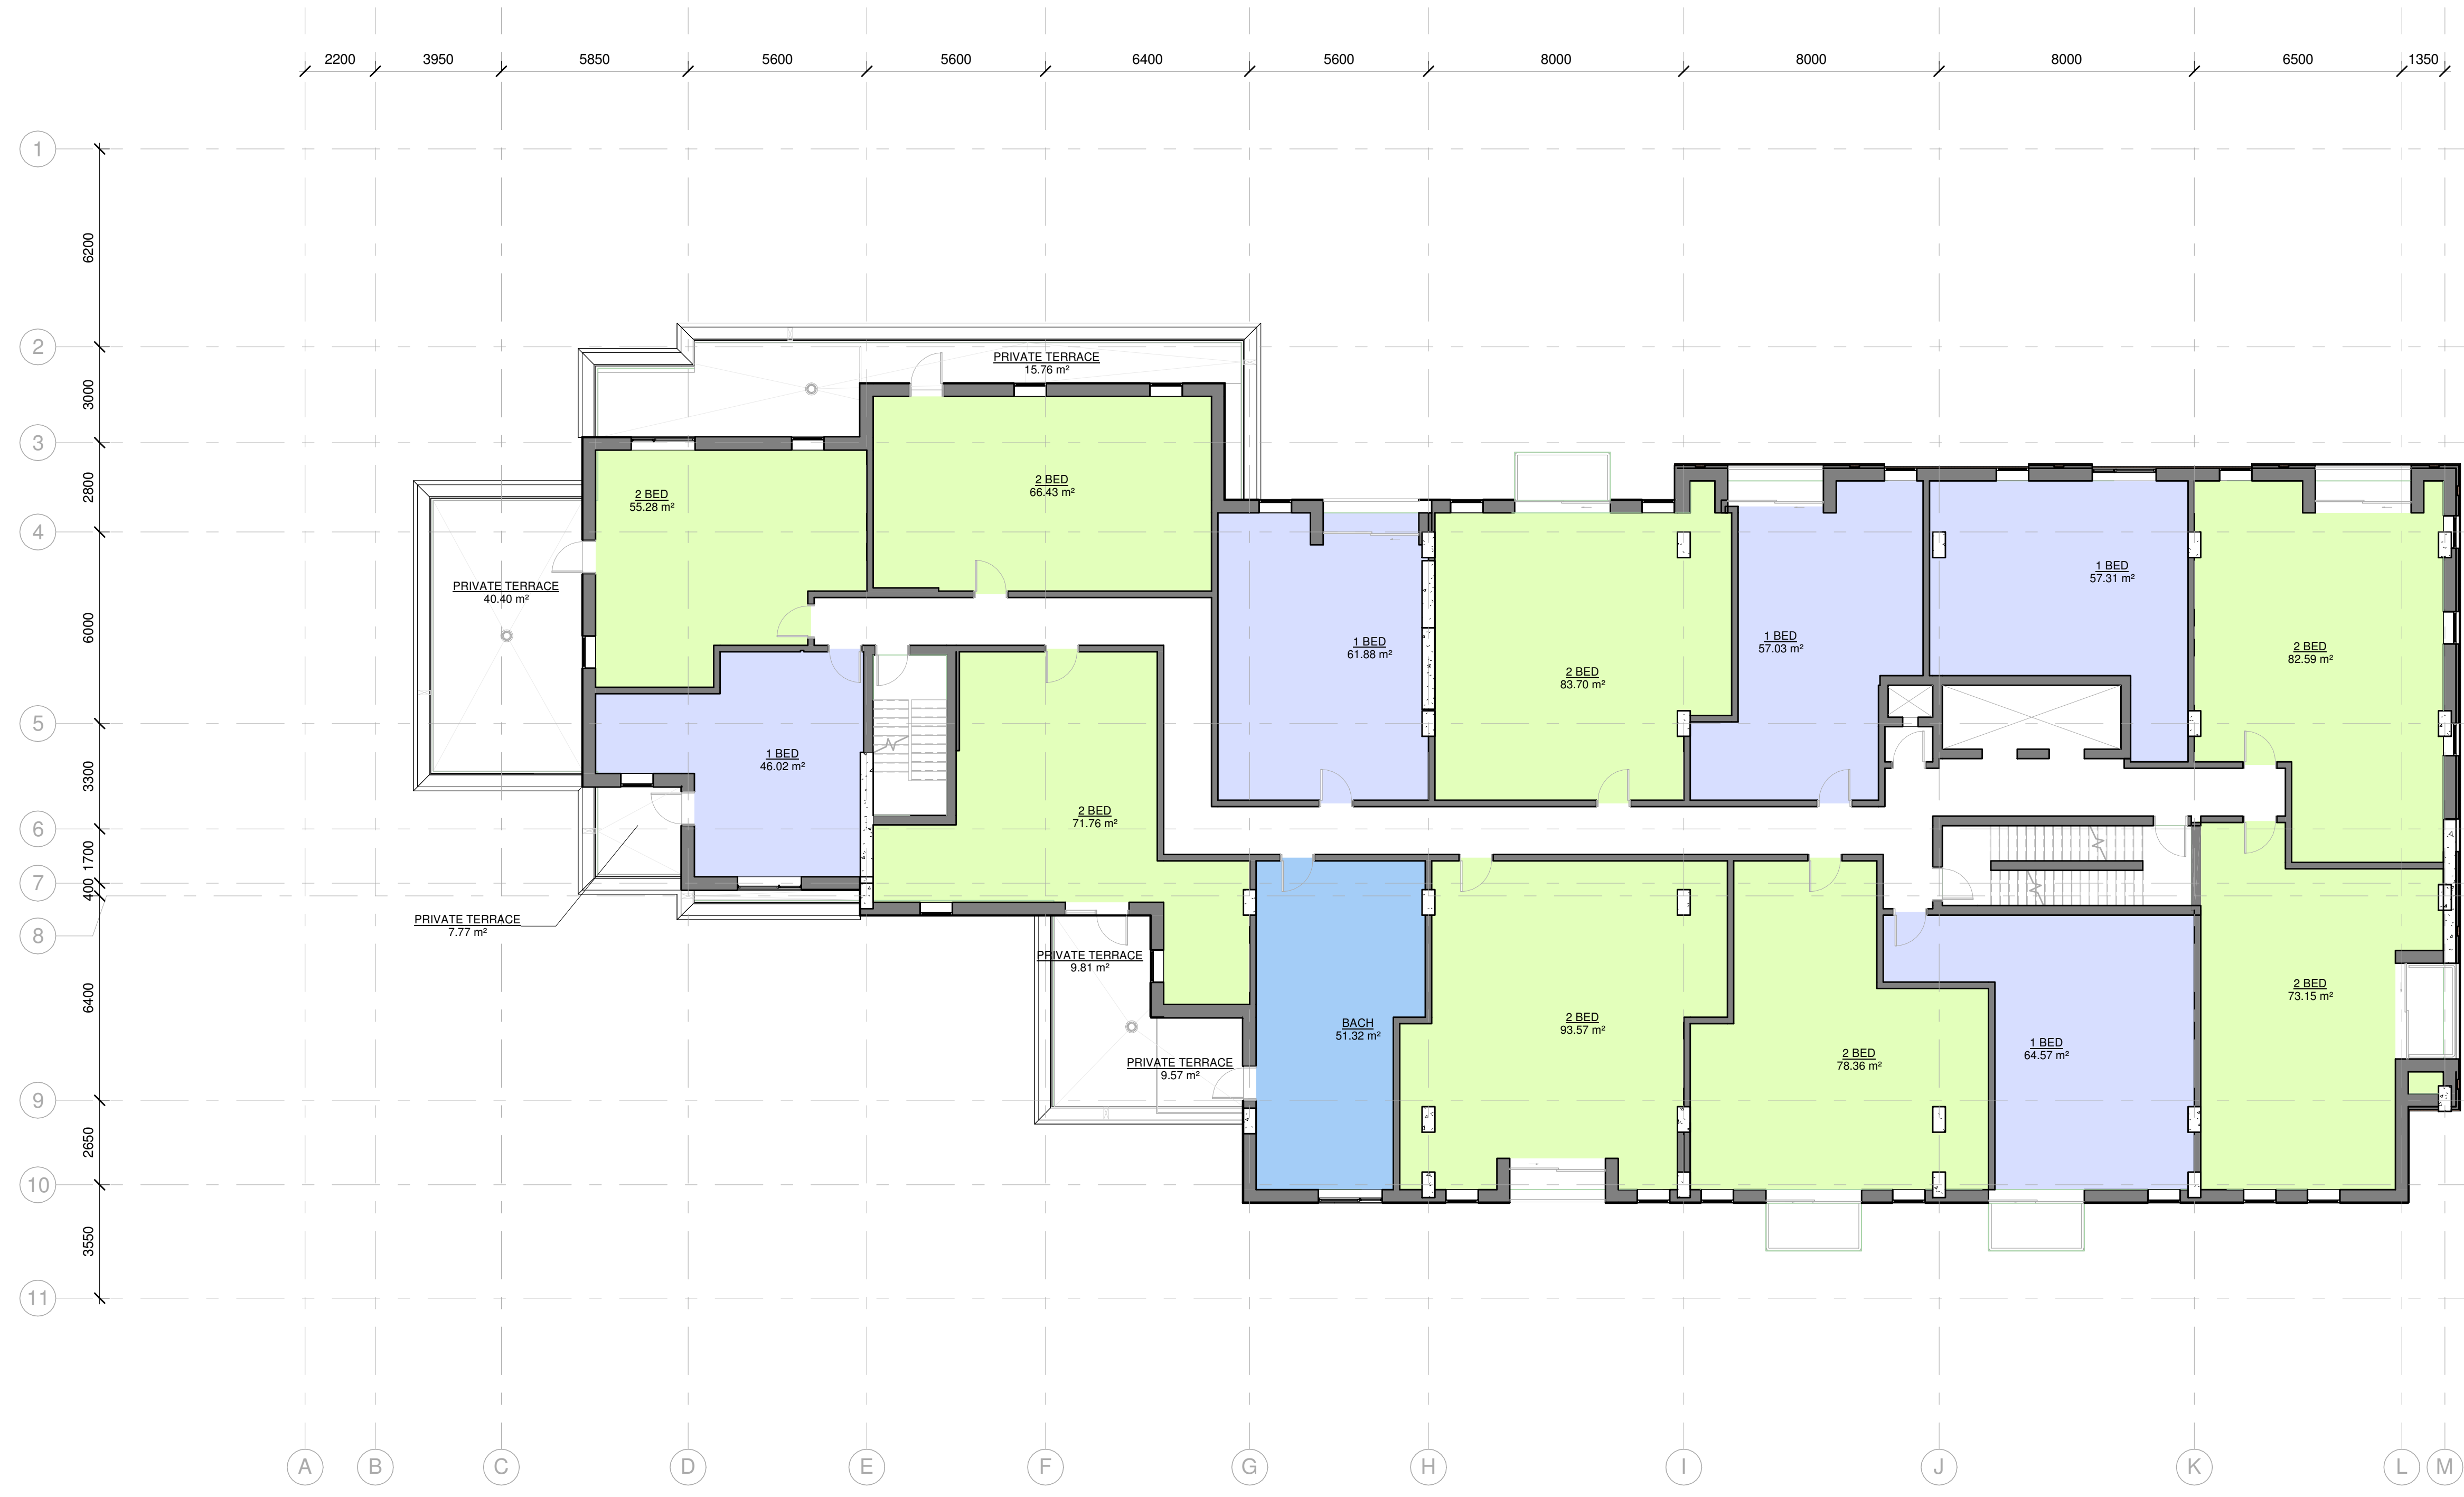 2200 3950 5850 5600 5600 6400 5600 8000 8000 8000 6500 1350
1
6200
2
3000
PRIVATE TERRACE
15.76 m²
3
2800
2 BED
55.28 m²
2 BED
66.43 m²
4
6000
PRIVATE TERRACE
40.40 m²
1 BED
57.31 m²
1 BED
61.88 m²
1 BED
57.03 m²
2 BED
82.59 m²
2 BED
83.70 m²
5
3300
1 BED
46.02 m²
2 BED
71.76 m²
6
1700
7
400
8
PRIVATE TERRACE
7.77 m²
6400
PRIVATE TERRACE
9.81 m²
2 BED
73.15 m²
BACH
51.32 m²
2 BED
93.57 m²
1 BED
64.57 m²
2 BED
78.36 m²
PRIVATE TERRACE
9.57 m²
9
2650
10
3550
11
A B C D E F G H I J K L M